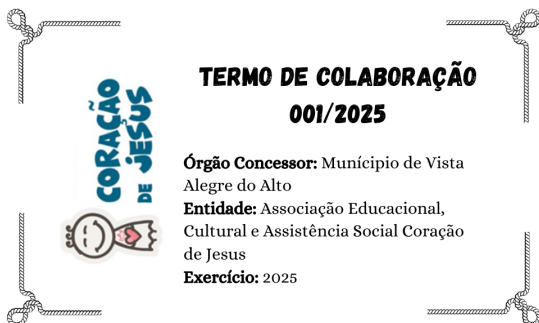 CORAÇÃO
DE JESUS
TERMO DE COLABORAÇÃO
001/2025
Órgão Concessor: Munícipio de Vista
Alegre do Alto
Entidade: Associação Educacional,
Cultural e Assistência Social Coração
de Jesus
Exercício: 2025